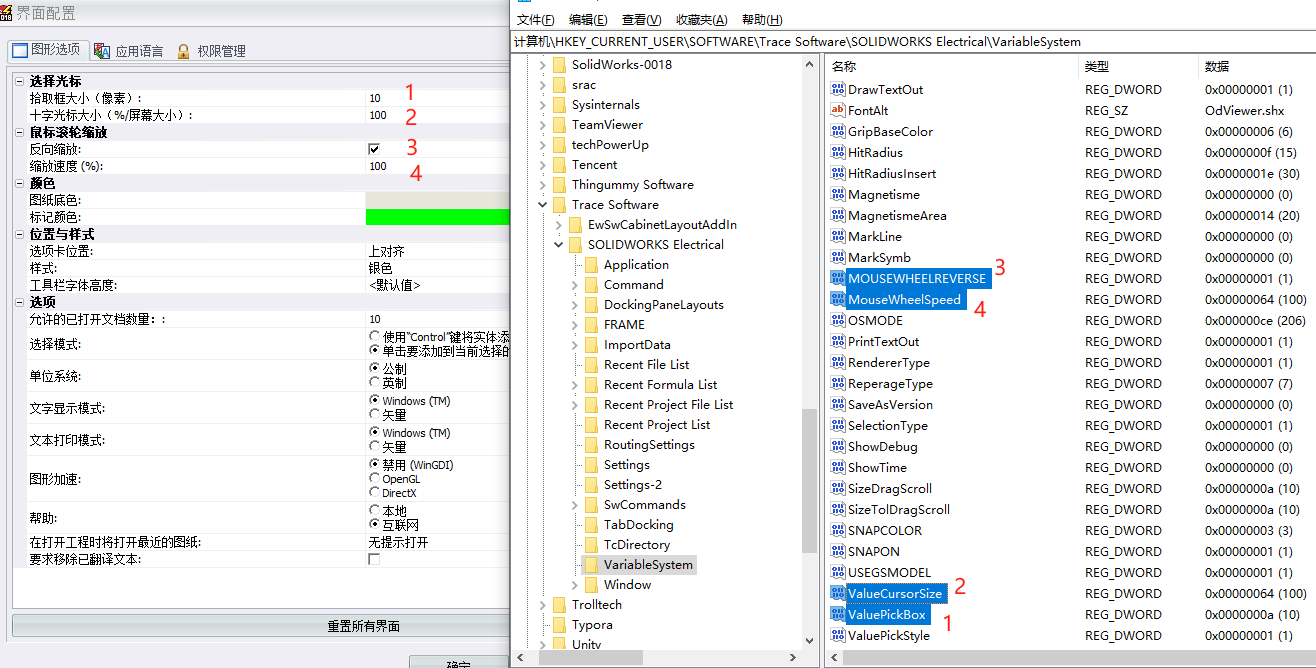 界面配置
图形选项 应用语言 权限管理
选择光标
拾取框大小（像素）: 10 1
十字光标大小（%/屏幕大小）: 100 2
鼠标滚轮缩放
反向缩放: 3
缩放速度 (%): 100 4
颜色
图纸底色:
标记颜色:
位置与样式
选项卡位置: 上对齐
样式: 银色
工具栏字体高度: <默认值>
选项
允许的已打开文档数量: : 10
选择模式:
使用“Control”键将实体添
单击要添加到当前选择的
单位系统:
公制
英制
文字显示模式:
Windows (TM)
矢量
文本打印模式:
Windows (TM)
矢量
图形加速:
禁用 (WinGDI)
OpenGL
DirectX
帮助:
本地
互联网
在打开工程时将打开最近的图纸: 无提示打开
要求移除已翻译文本:
重置所有界面
确定
文件(F) 编辑(E) 查看(V) 收藏夹(A) 帮助(H)
计算机\HKEY_CURRENT_USER\SOFTWARE\Trace Software\SOLIDWORKS Electrical\VariableSystem
SolidWorks-0018
srac
Sysinternals
TeamViewer
techPowerUp
Tencent
Thingummy Software
Trace Software
EwSwCabinetLayoutAddIn
SOLIDWORKS Electrical
Application
Command
DockingPaneLayouts
FRAME
ImportData
Recent File List
Recent Formula List
Recent Project File List
Recent Project List
RoutingSettings
Settings
Settings-2
SwCommands
TabDocking
TcDirectory
VariableSystem
Window
Trolltech
Typora
Unity
名称 类型 数据
DrawTextOut REG_DWORD 0x00000001 (1)
FontAlt REG_SZ OdViewer.shx
GripBaseColor REG_DWORD 0x00000006 (6)
HitRadius REG_DWORD 0x0000000f (15)
HitRadiusInsert REG_DWORD 0x0000001e (30)
Magnetisme REG_DWORD 0x00000000 (0)
MagnetismeArea REG_DWORD 0x00000014 (20)
MarkLine REG_DWORD 0x00000000 (0)
MarkSymb REG_DWORD 0x00000000 (0)
MOUSEWHEELREVERSE 3 REG_DWORD 0x00000001 (1)
MouseWheelSpeed 4 REG_DWORD 0x00000064 (100)
OSMODE REG_DWORD 0x000000ce (206)
PrintTextOut REG_DWORD 0x00000001 (1)
RendererType REG_DWORD 0x00000001 (1)
ReperageType REG_DWORD 0x00000007 (7)
SaveAsVersion REG_DWORD 0x00000000 (0)
SelectionType REG_DWORD 0x00000001 (1)
ShowDebug REG_DWORD 0x00000000 (0)
ShowTime REG_DWORD 0x00000000 (0)
SizeDragScroll REG_DWORD 0x0000000a (10)
SizeTolDragScroll REG_DWORD 0x0000000a (10)
SNAPCOLOR REG_DWORD 0x00000003 (3)
SNAPON REG_DWORD 0x00000001 (1)
USEGSMODEL REG_DWORD 0x00000001 (1)
ValueCursorSize 2 REG_DWORD 0x00000064 (100)
ValuePickBox 1 REG_DWORD 0x0000000a (10)
ValuePickStyle REG_DWORD 0x00000001 (1)